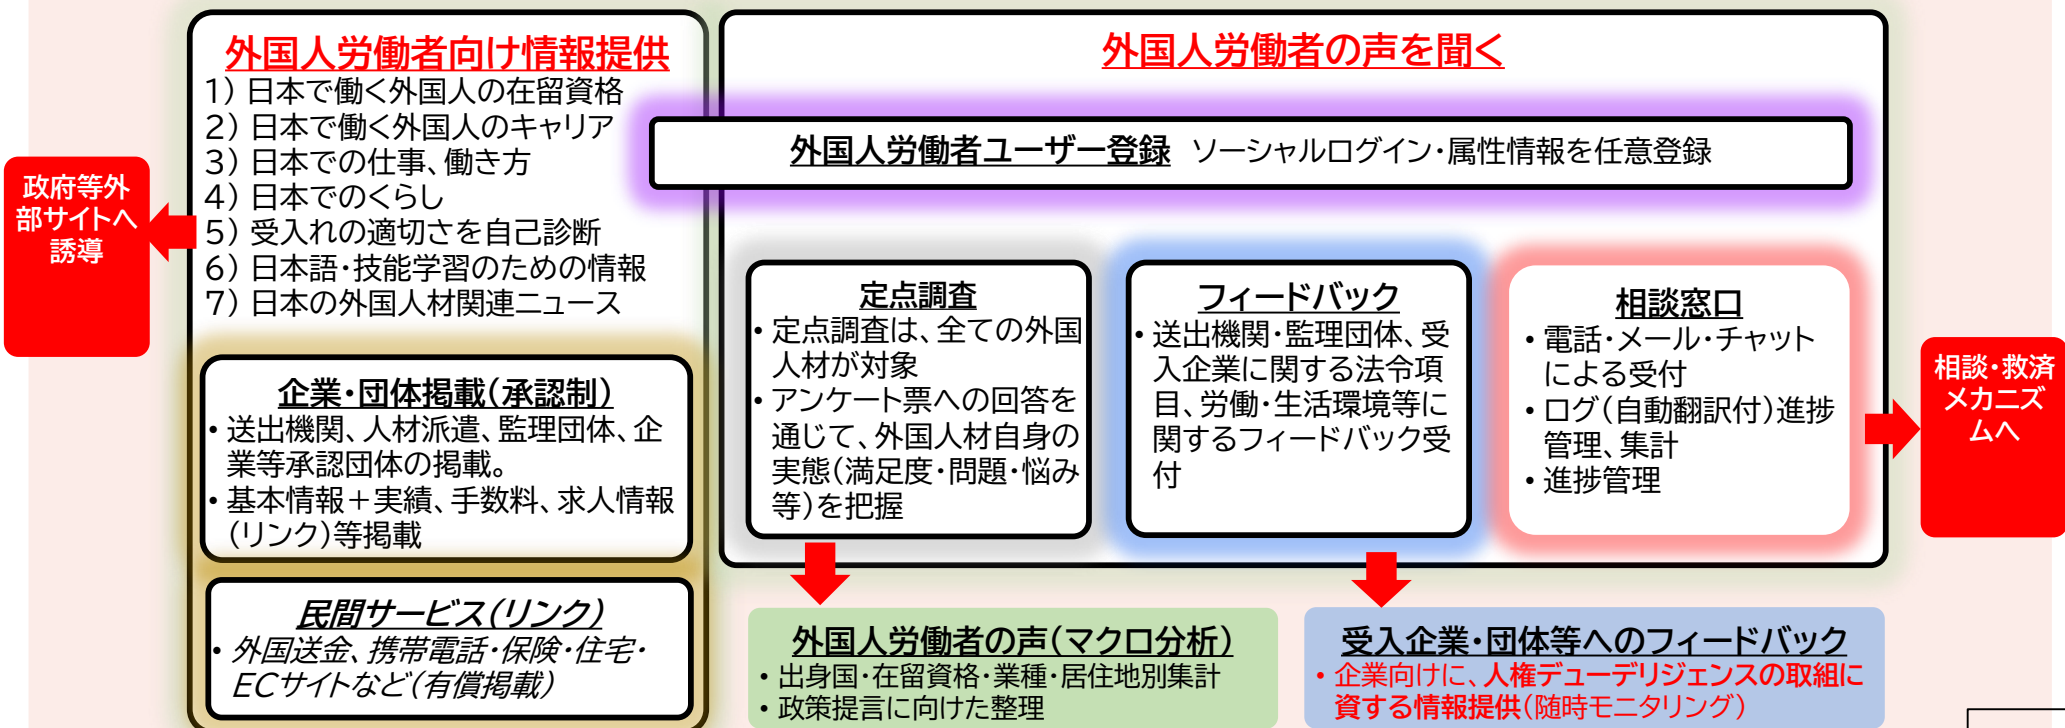 政府等外
部サイトへ
誘導
外国人労働者向け情報提供
1）日本で働く外国人の在留資格
2）日本で働く外国人のキャリア
3）日本での仕事、働き方
4）日本でのくらし
5）受入れの適切さを自己診断
6）日本語・技能学習のための情報
7）日本の外国人材関連ニュース
企業・団体掲載（承認制）
• 送出機関、人材派遣、監理団体、企
業等承認団体の掲載。
• 基本情報＋実績、手数料、求人情報
（リンク）等掲載
民間サービス（リンク）
• 外国送金、携帯電話・保険・住宅・
ECサイトなど（有償掲載）
外国人労働者の声を聞く
外国人労働者ユーザー登録　ソーシャルログイン・属性情報を任意登録
定点調査
• 定点調査は、全ての外国
人材が対象
• アンケート票への回答を
通じて、外国人材自身の
実態（満足度・問題・悩み
等）を把握
フィードバック
• 送出機関・監理団体、受
入企業に関する法令項
目、労働・生活環境等に
関するフィードバック受
付
相談窓口
• 電話・メール・チャット
による受付
• ログ（自動翻訳付）進捗
管理、集計
• 進捗管理
相談・救済
メカニズ
ムへ
外国人労働者の声（マクロ分析）
• 出身国・在留資格・業種・居住地別集計
• 政策提言に向けた整理
受入企業・団体等へのフィードバック
• 企業向けに、人権デューデリジェンスの取組に
資する情報提供（随時モニタリング）